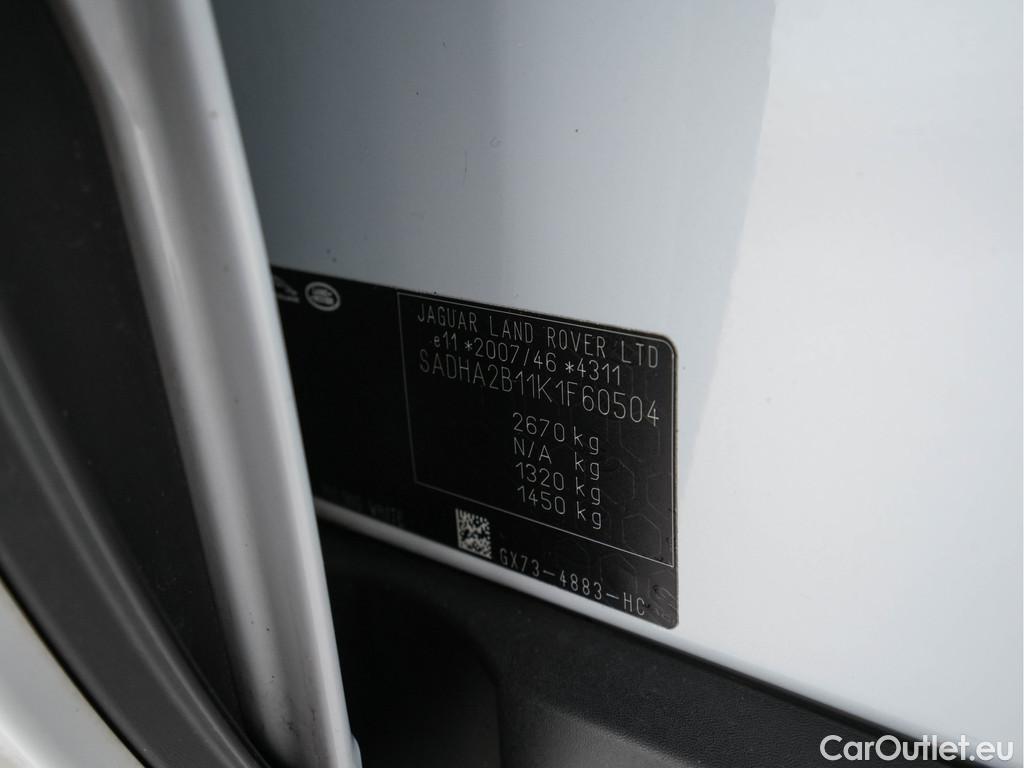 JAGUAR LAND ROVER LTD
e11*2007/46*4311
SADHA2B11K1F60504
2670 kg
N/A kg
1320 kg
1450 kg
WHITE
GX73-4883-HC
CarOutlet.eu